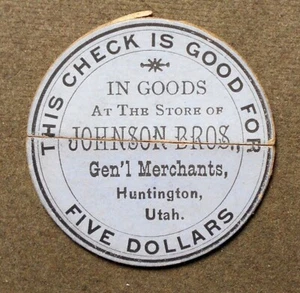 THIS CHECK IS GOOD FOR
IN GOODS
AT THE STORE OF
JOHNSON BROS.,
Gen'l Merchants,
Huntington,
Utah.
FIVE DOLLARS